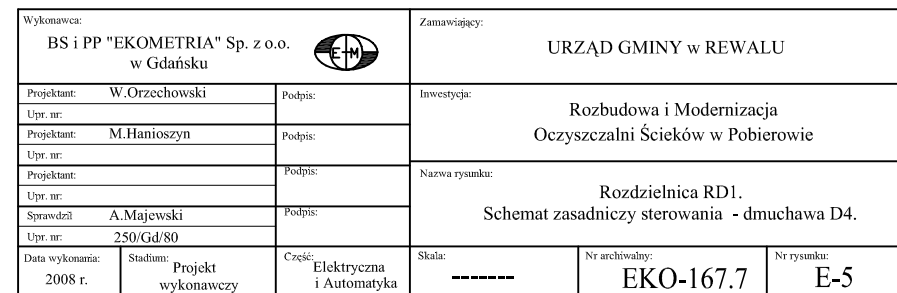 Wykonawca:
BS i PP "EKOMETRIA" Sp. z o.o.
w Gdańsku
E-M
Zamawiający:
URZĄD GMINY w REWALU
Projektant: W.Orzechowski
Podpis:
Upr. nr:
Projektant: M.Hanioszyn
Podpis:
Upr. nr:
Projektant:
Podpis:
Upr. nr:
Sprawdził A.Majewski
Podpis:
Upr. nr: 250/Gd/80
Inwestycja:
Rozbudowa i Modernizacja
Oczyszczalni Ścieków w Pobierowie
Nazwa rysunku:
Rozdzielnica RD1.
Schemat zasadniczy sterowania - dmuchawa D4.
Data wykonania:
2008 r.
Stadium:
Projekt
wykonawczy
Część:
Elektryczna
i Automatyka
Skala:
-------
Nr archiwalny:
EKO-167.7
Nr rysunku:
E-5